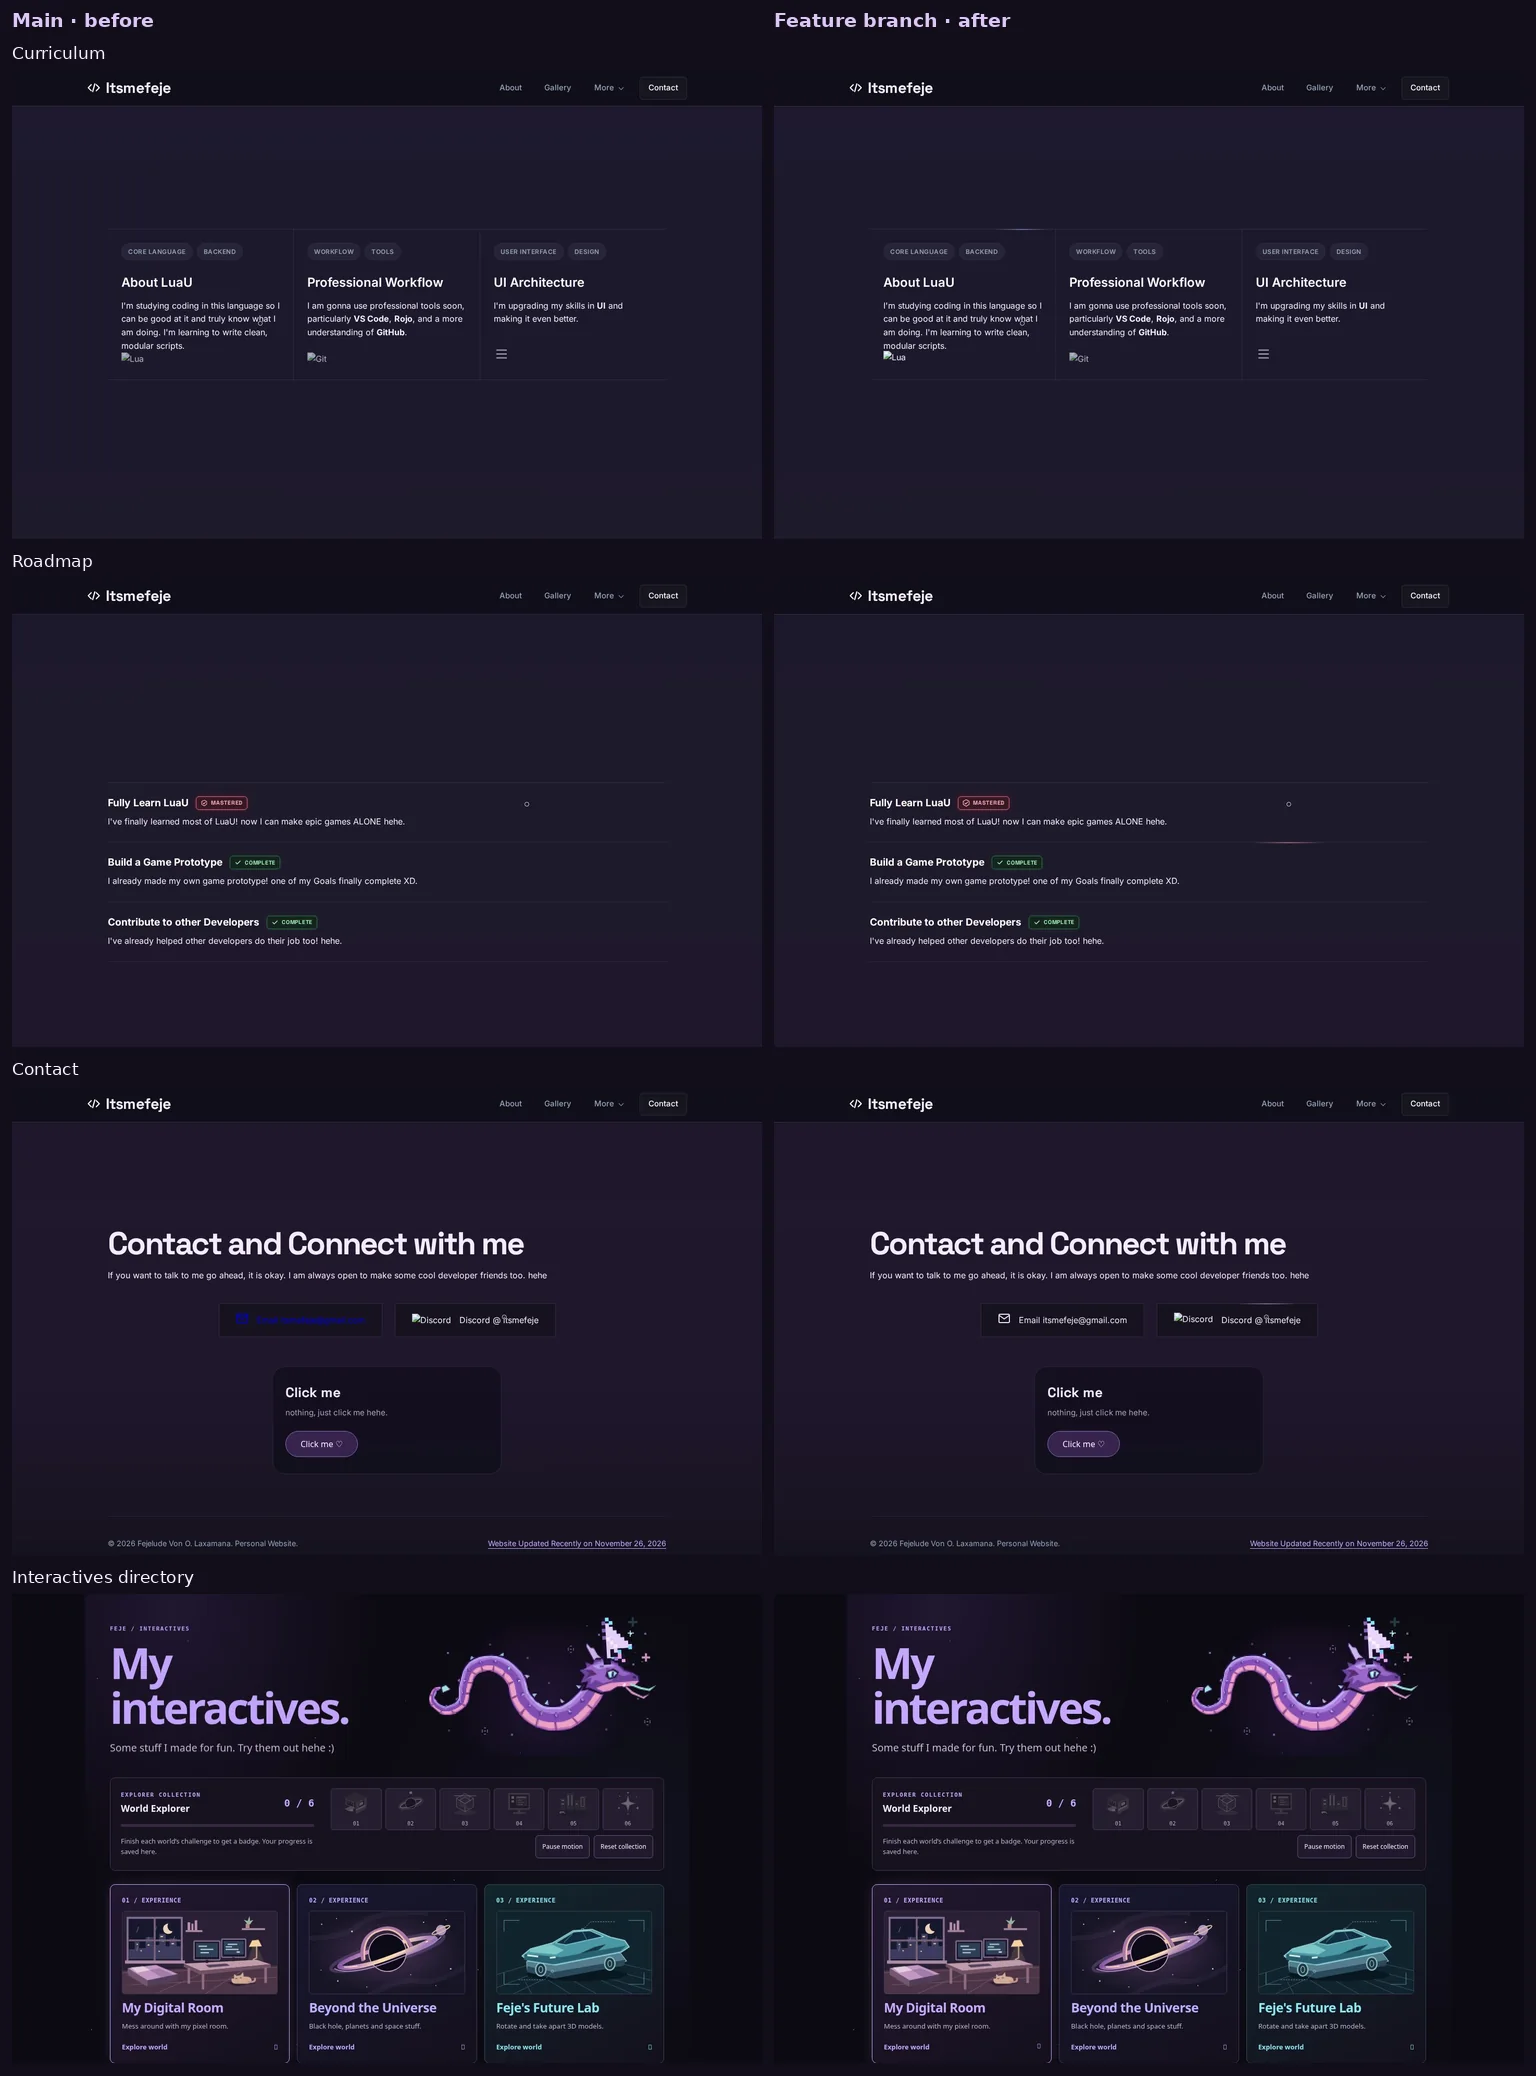 Main · before
Feature branch · after
Curriculum
Itsmefeje
About
Gallery
More
Contact
Itsmefeje
About
Gallery
More
Contact
CORE LANGUAGE
BACKEND
WORKFLOW
TOOLS
USER INTERFACE
DESIGN
About LuaU
Professional Workflow
UI Architecture
I'm studying coding in this language so I
can be good at it and truly know what I
am doing. I'm learning to write clean,
modular scripts.
Lua
I am gonna use professional tools soon,
particularly VS Code, Rojo, and a more
understanding of GitHub.
Git
I'm upgrading my skills in UI and
making it even better.
CORE LANGUAGE
BACKEND
WORKFLOW
TOOLS
USER INTERFACE
DESIGN
About LuaU
Professional Workflow
UI Architecture
I'm studying coding in this language so I
can be good at it and truly know what I
am doing. I'm learning to write clean,
modular scripts.
Lua
I am gonna use professional tools soon,
particularly VS Code, Rojo, and a more
understanding of GitHub.
Git
I'm upgrading my skills in UI and
making it even better.
Roadmap
Itsmefeje
About
Gallery
More
Contact
Itsmefeje
About
Gallery
More
Contact
Fully Learn LuaU
MASTERED
I've finally learned most of LuaU! now I can make epic games ALONE hehe.
Build a Game Prototype
COMPLETE
I already made my own game prototype! one of my Goals finally complete XD.
Contribute to other Developers
COMPLETE
I've already helped other developers do their job too! hehe.
Fully Learn LuaU
MASTERED
I've finally learned most of LuaU! now I can make epic games ALONE hehe.
Build a Game Prototype
COMPLETE
I already made my own game prototype! one of my Goals finally complete XD.
Contribute to other Developers
COMPLETE
I've already helped other developers do their job too! hehe.
Contact
Itsmefeje
About
Gallery
More
Contact
Itsmefeje
About
Gallery
More
Contact
Contact and Connect with me
If you want to talk to me go ahead, it is okay. I am always open to make some cool developer friends too. hehe
Email itsmefeje@gmail.com
Discord Discord @itsmefeje
Click me
nothing, just click me hehe.
Click me ♡
© 2026 Fejelude Von O. Laxamana. Personal Website.
Website Updated Recently on November 26, 2026
Contact and Connect with me
If you want to talk to me go ahead, it is okay. I am always open to make some cool developer friends too. hehe
Email itsmefeje@gmail.com
Discord Discord @itsmefeje
Click me
nothing, just click me hehe.
Click me ♡
© 2026 Fejelude Von O. Laxamana. Personal Website.
Website Updated Recently on November 26, 2026
Interactives directory
FEJE / INTERACTIVES
My
interactives.
Some stuff I made for fun. Try them out hehe :)
EXPLORER COLLECTION
World Explorer
0 / 6
Finish each world's challenge to get a badge. Your progress is
saved here.
01
02
03
04
05
06
Pause motion
Reset collection
01 / EXPERIENCE
My Digital Room
Mess around with my pixel room.
Explore world
02 / EXPERIENCE
Beyond the Universe
Black hole, planets and space stuff.
Explore world
03 / EXPERIENCE
Feje's Future Lab
Rotate and take apart 3D models.
Explore world
FEJE / INTERACTIVES
My
interactives.
Some stuff I made for fun. Try them out hehe :)
EXPLORER COLLECTION
World Explorer
0 / 6
Finish each world's challenge to get a badge. Your progress is
saved here.
01
02
03
04
05
06
Pause motion
Reset collection
01 / EXPERIENCE
My Digital Room
Mess around with my pixel room.
Explore world
02 / EXPERIENCE
Beyond the Universe
Black hole, planets and space stuff.
Explore world
03 / EXPERIENCE
Feje's Future Lab
Rotate and take apart 3D models.
Explore world